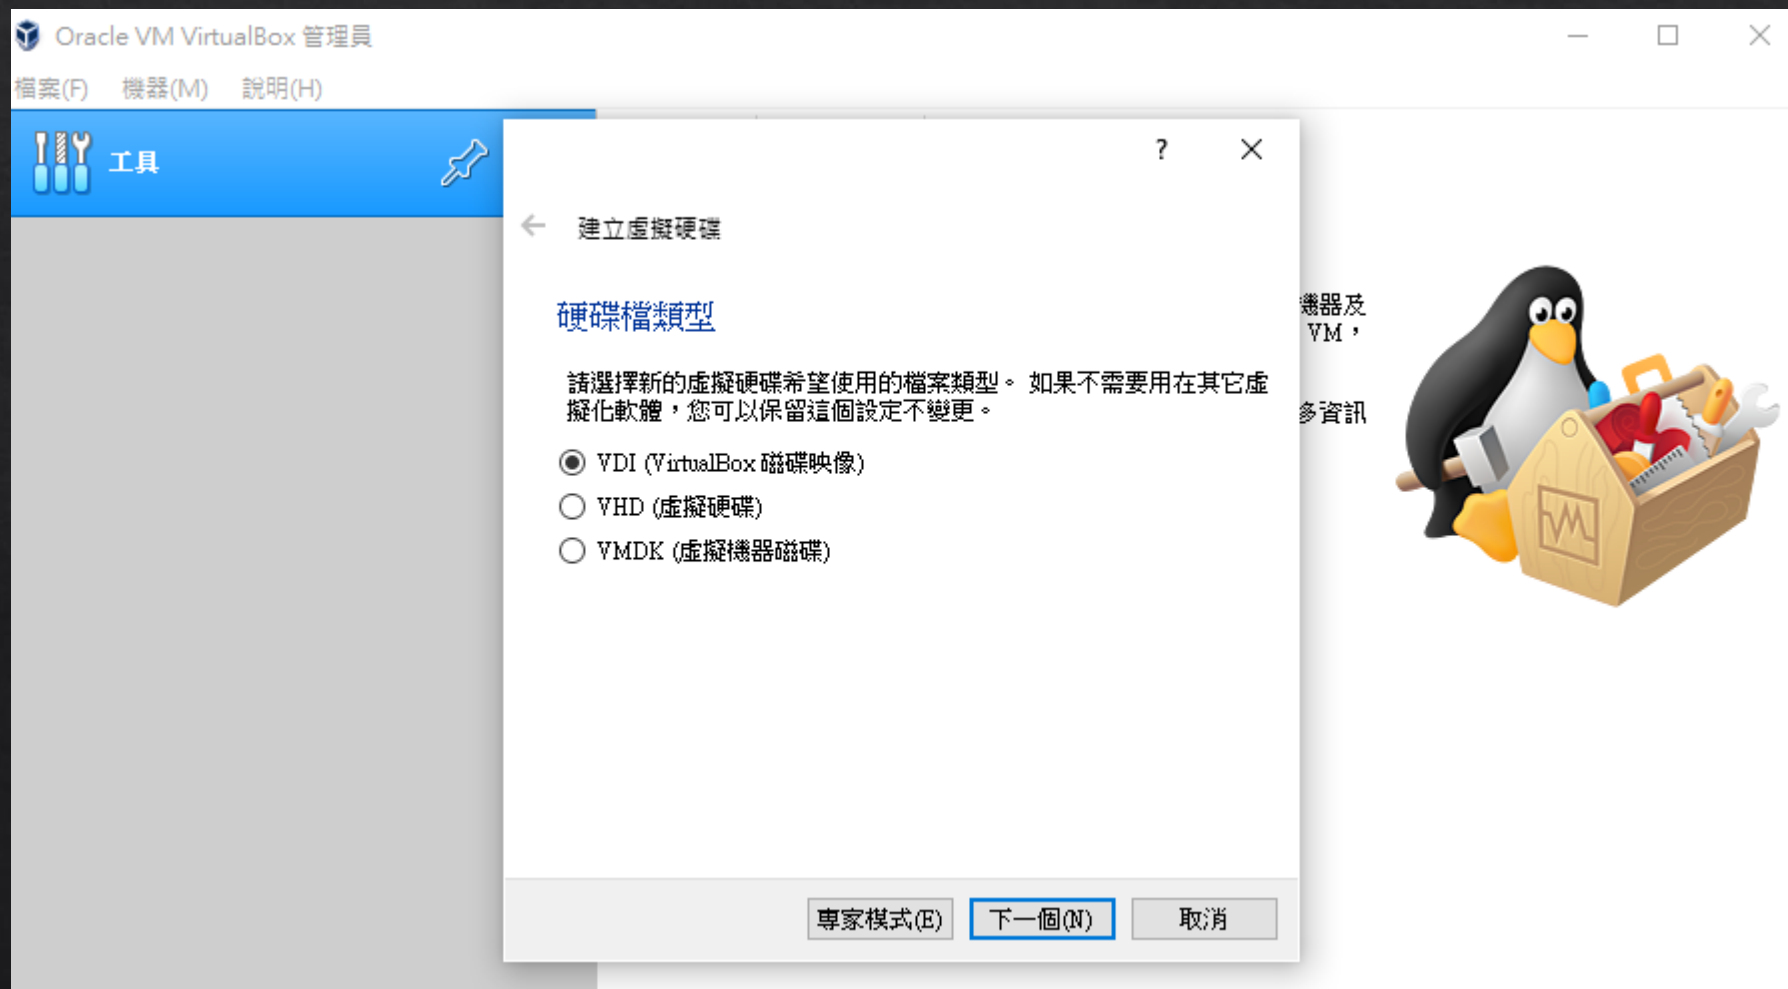 Oracle VM VirtualBox 管理員
檔案(F) 機器(M) 說明(H)
工具
?
建立虛擬硬碟
硬碟檔類型
請選擇新的虛擬硬碟希望使用的檔案類型。 如果不需要用在其它虛
擬化軟體,您可以保留這個設定不變更。
VDI (VirtualBox 磁碟映像)
VHD (虛擬硬碟)
VMDK (虛擬機器磁碟)
專家模式(E) 下一個(N) 取消
機器及
VM,
多資訊